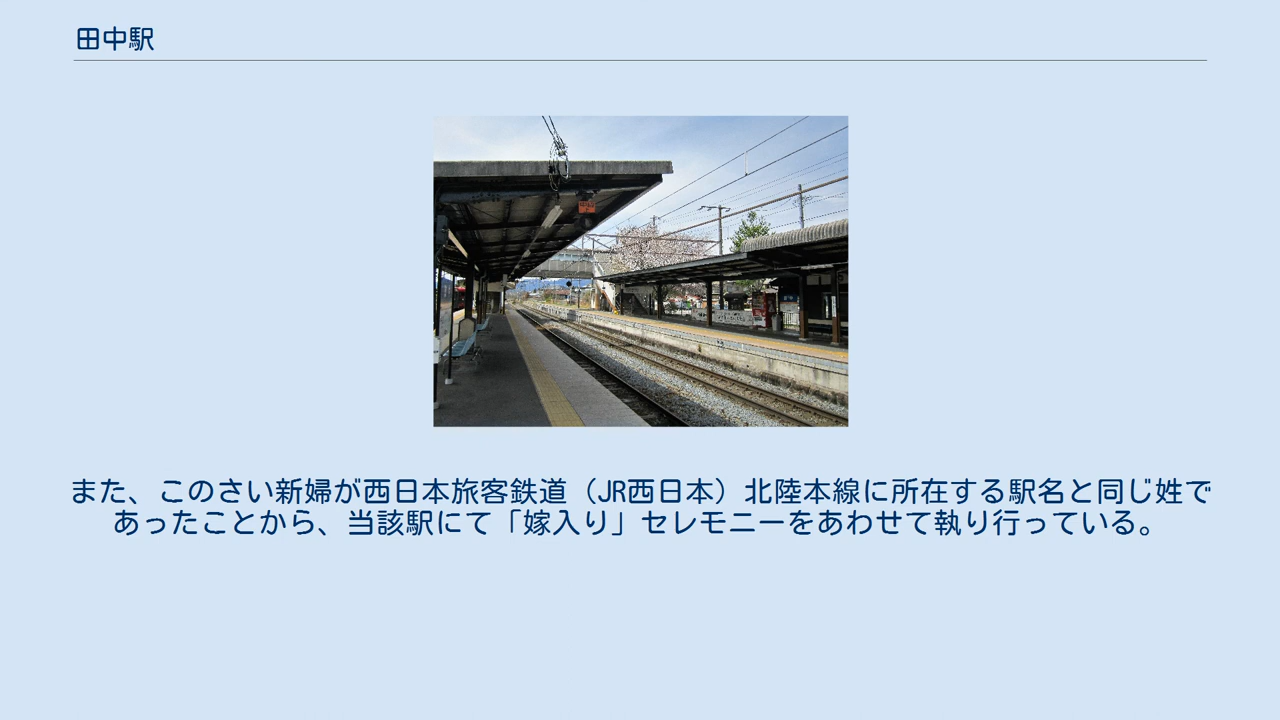 田中駅
また、このさい新婦が西日本旅客鉄道（JR西日本）北陸本線に所在する駅名と同じ姓で
あったことから、当該駅にて「嫁入り」セレモニーをあわせて執り行っている。